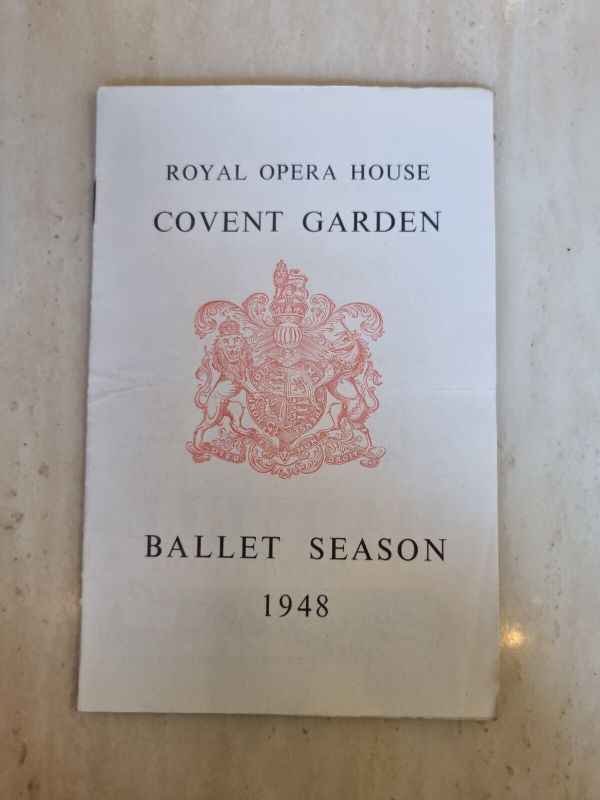 ROYAL OPERA HOUSE
COVENT GARDEN
BALLET SEASON
1948